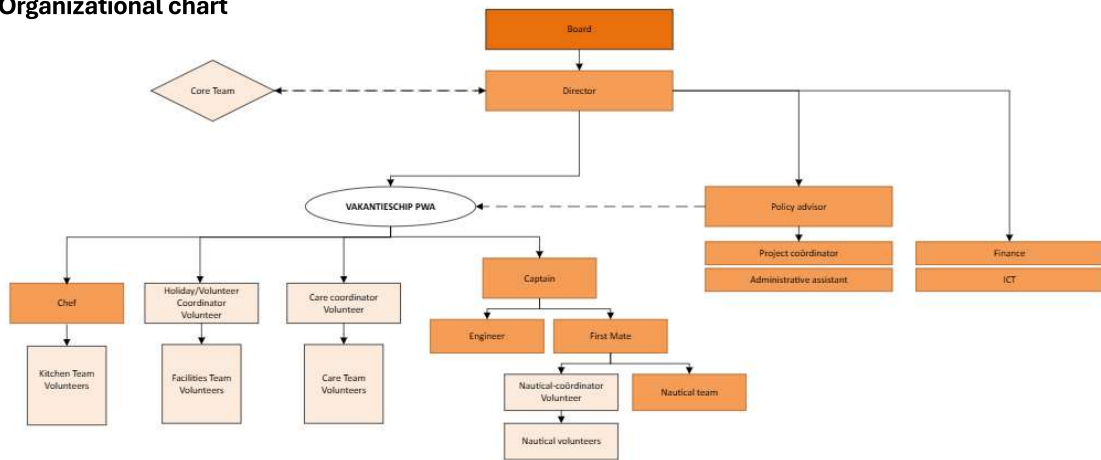 Organizational chart
Board
Core Team
Director
VAKANTIESCHIP PWA
Policy advisor
Project coördinator
Administrative assistant
Finance
ICT
Chef
Holiday/Volunteer
Coordinator
Volunteer
Care coordinator
Volunteer
Captain
Engineer
First Mate
Kitchen Team
Volunteers
Facilities Team
Volunteers
Care Team
Volunteers
Nautical-coördinator
Volunteer
Nautical team
Nautical volunteers